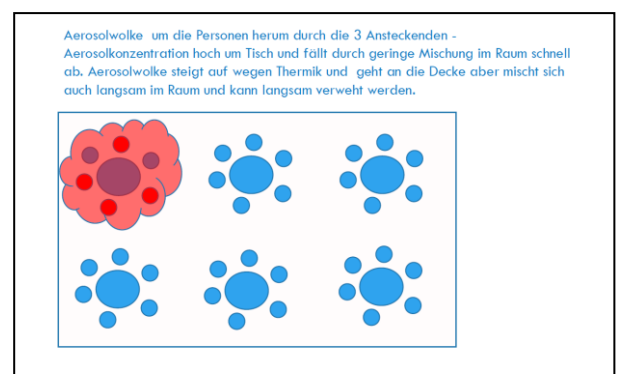 Aerosolwolke um die Personen herum durch die 3 Ansteckenden -
Aerosolkonzentration hoch um Tisch und fällt durch geringe Mischung im Raum schnell
ab. Aerosolwolke steigt auf wegen Thermik und geht an die Decke aber mischt sich
auch langsam im Raum und kann langsam verweht werden.